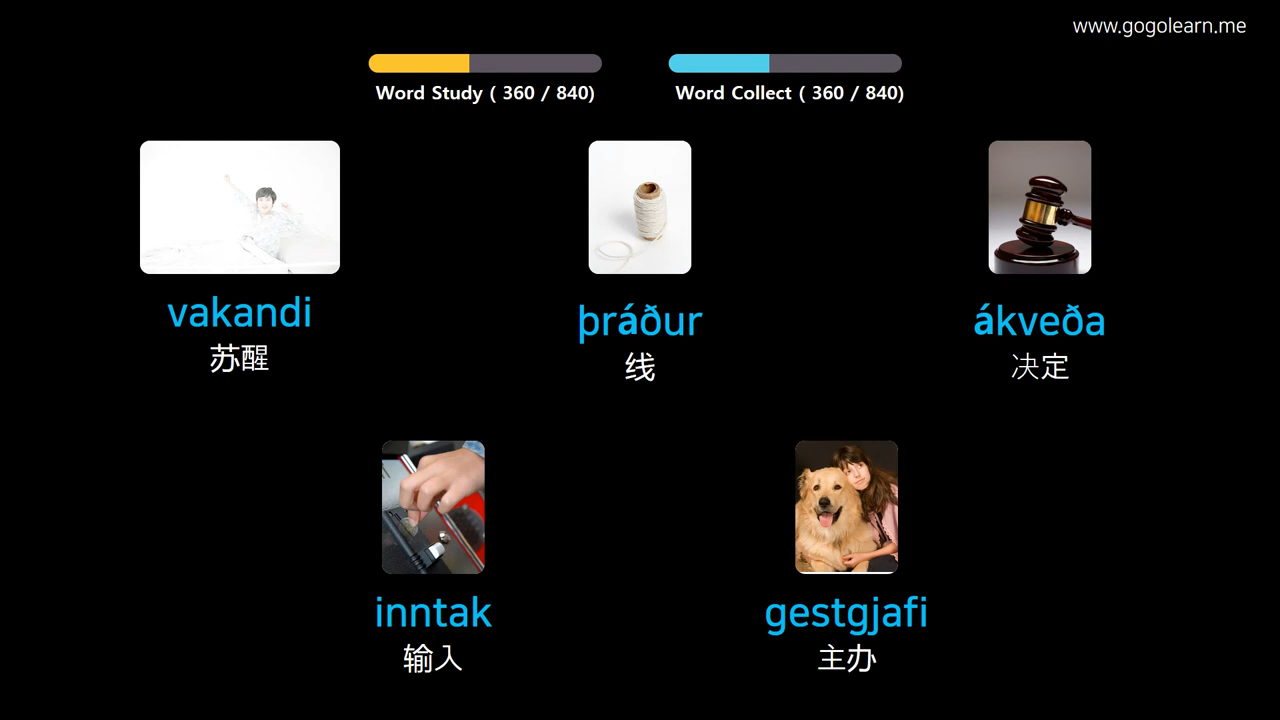 www.gogolearn.me
Word Study ( 360 / 840)
Word Collect ( 360 / 840)
vakandi
苏醒
þráður
线
ákveða
决定
inntak
输入
gestgjafi
主办